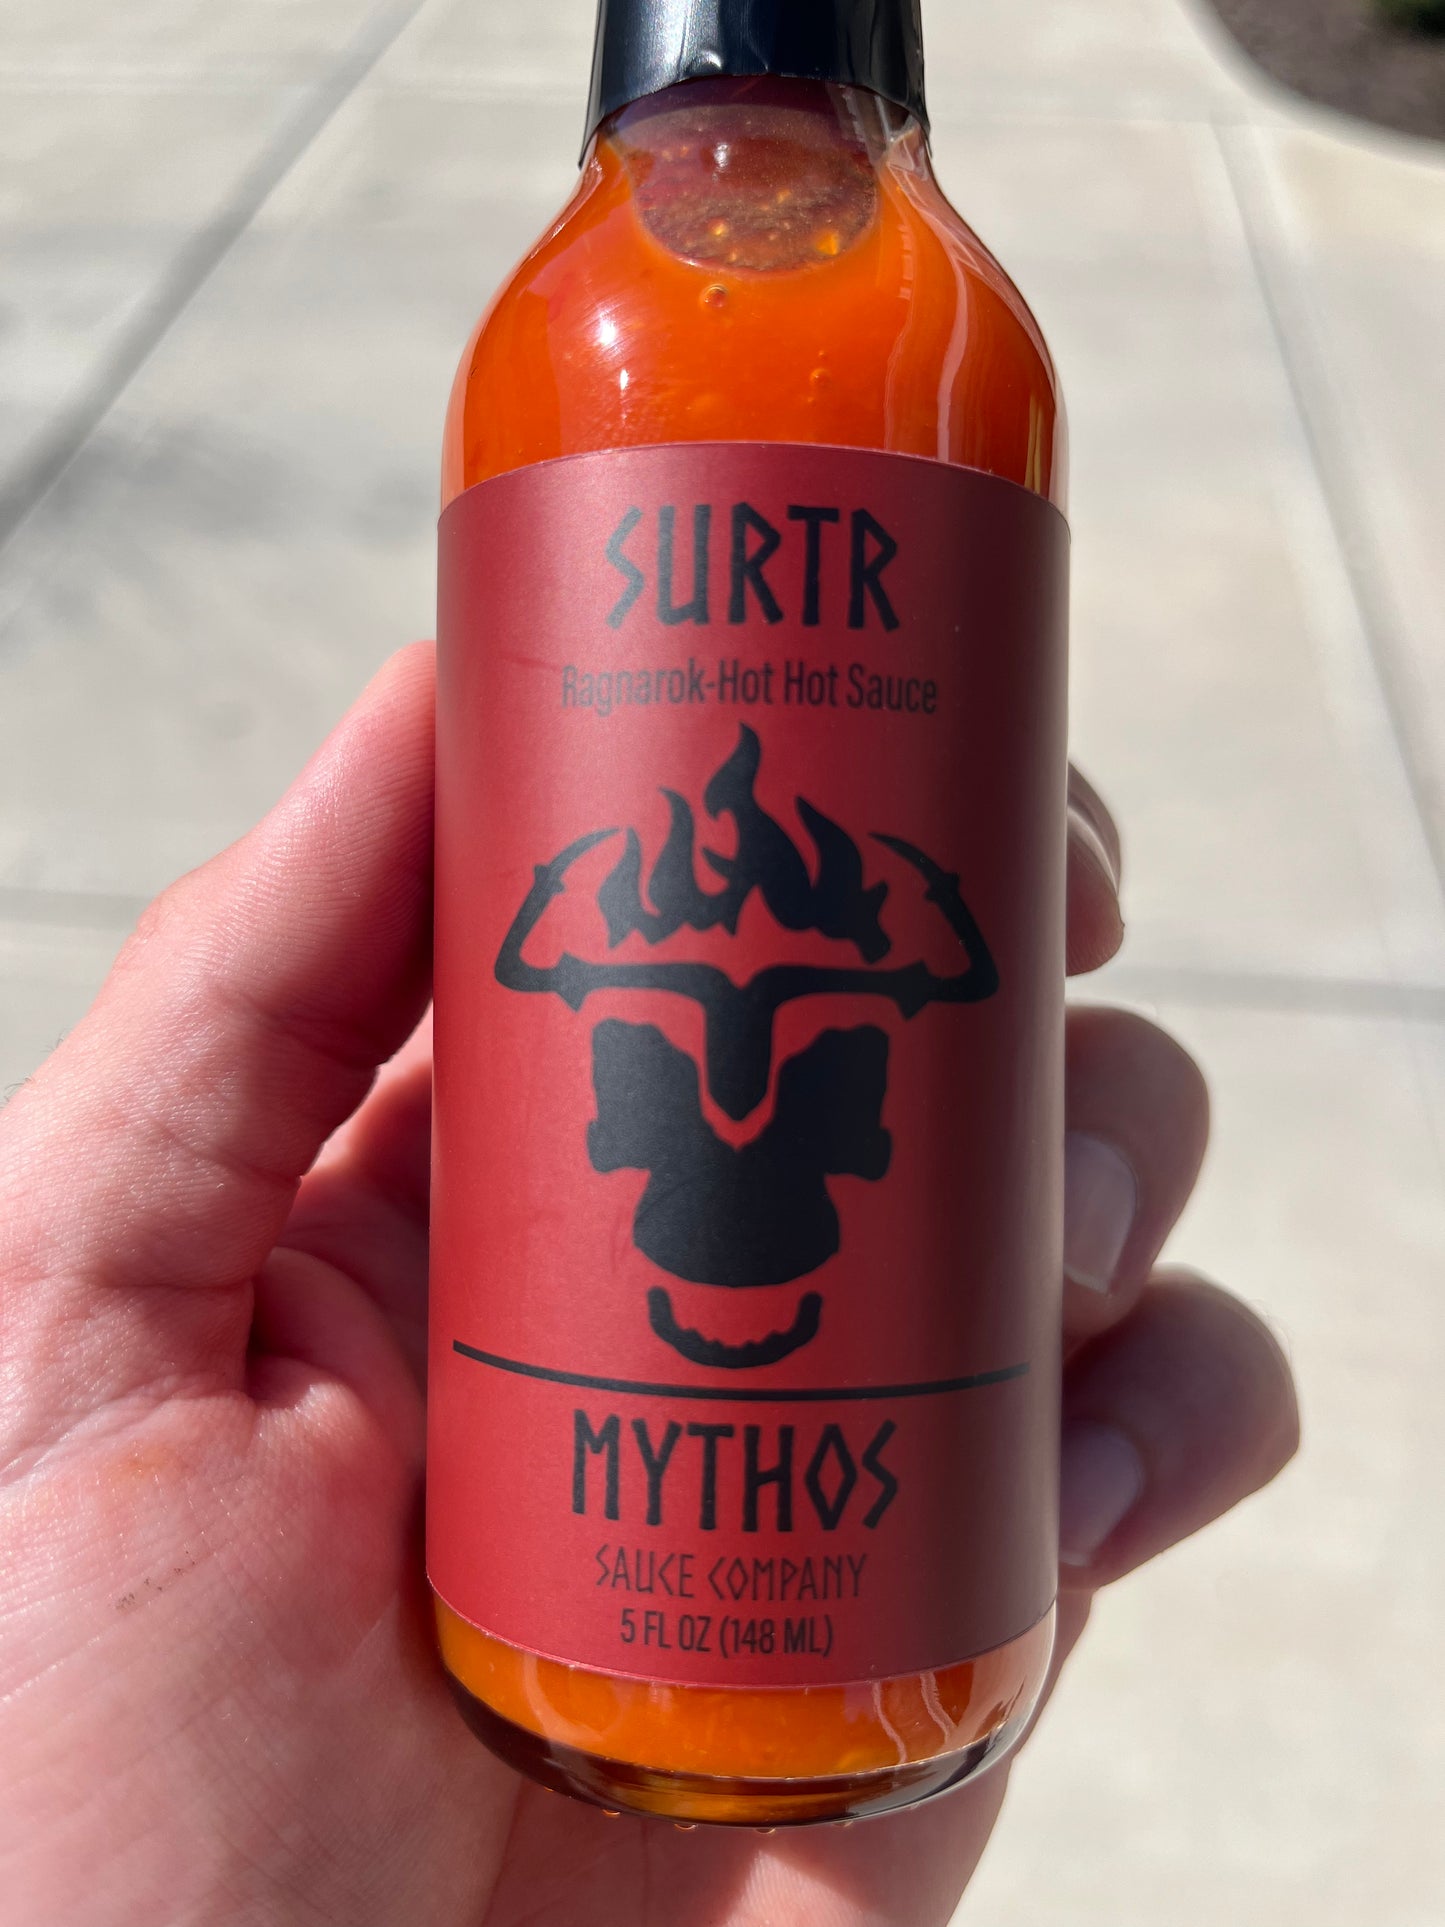 SURTR
Ragnarok-Hot Hot Sauce
MYTHOS
SAUCE COMPANY
5 FL OZ (148 ML)